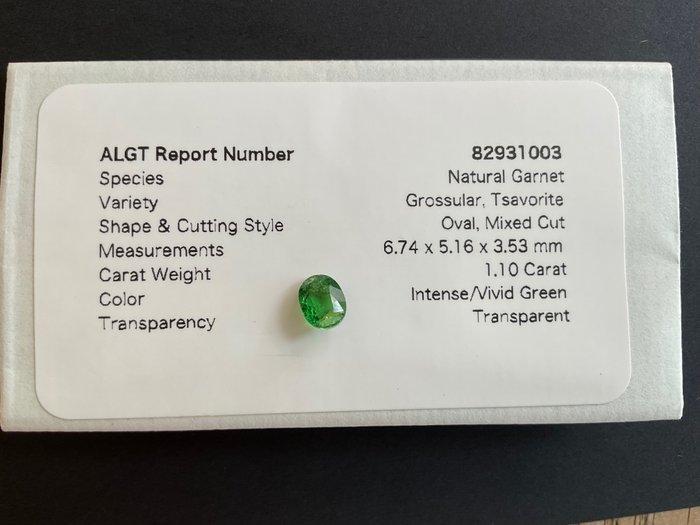 ALGT Report Number 82931003
Species Natural Garnet
Variety Grossular, Tsavorite
Shape & Cutting Style Oval, Mixed Cut
Measurements 6.74 x 5.16 x 3.53 mm
Carat Weight 1.10 Carat
Color Intense/Vivid Green
Transparency Transparent